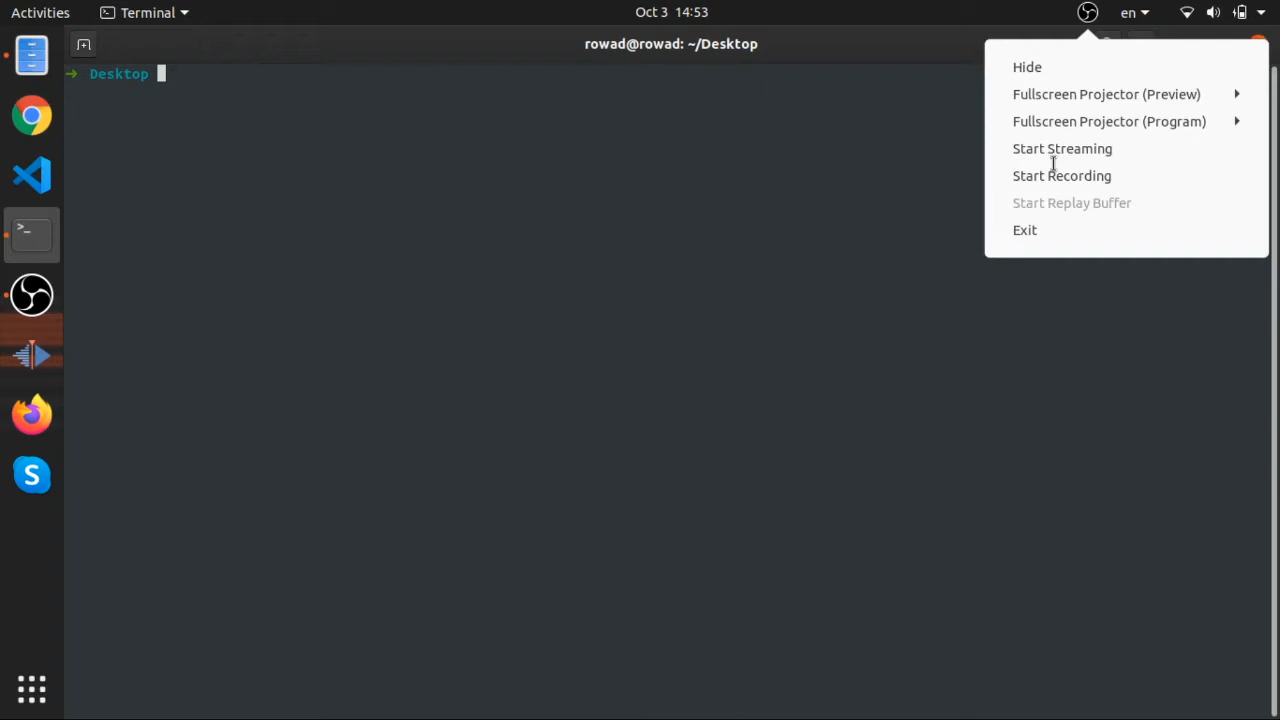 Activities Terminal Oct 3 14:53 en
rowad@rowad: ~/Desktop
→ Desktop
Hide
Fullscreen Projector (Preview)
Fullscreen Projector (Program)
Start Streaming
Start Recording
Start Replay Buffer
Exit